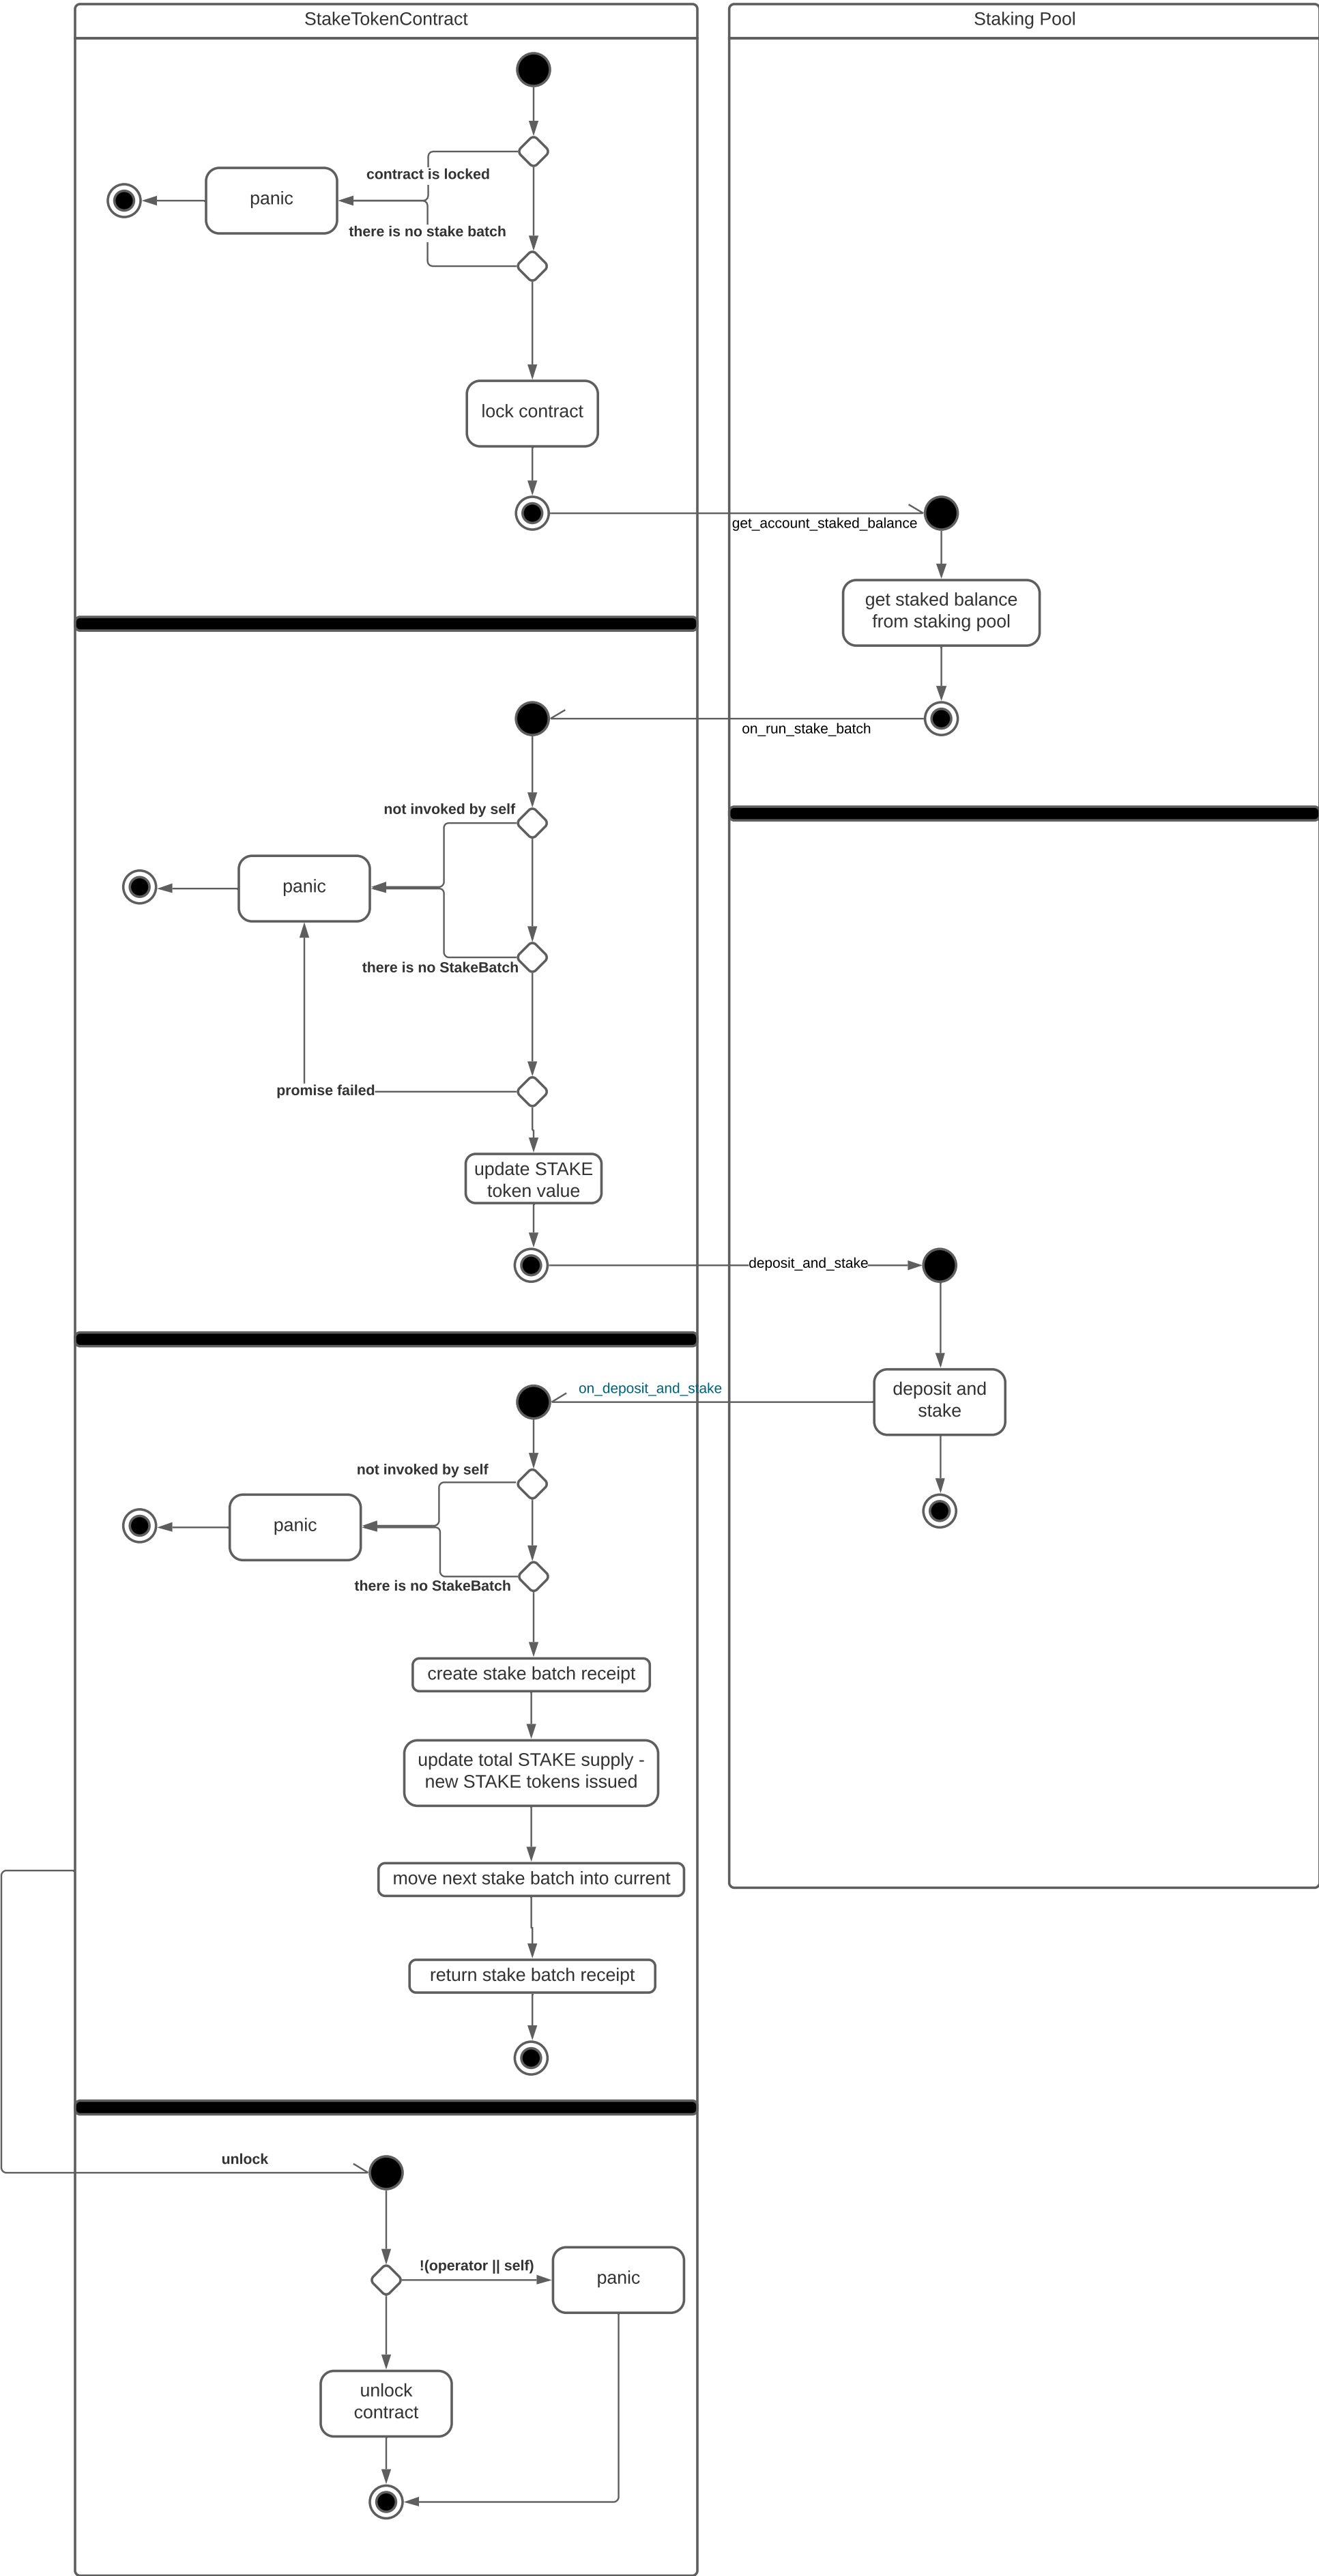 StakeTokenContract
Staking Pool
contract is locked
panic
there is no stake batch
lock contract
get_account_staked_balance
get staked balance
from staking pool
on_run_stake_batch
not invoked by self
panic
there is no StakeBatch
promise failed
update STAKE
token value
deposit_and_stake
on_deposit_and_stake
deposit and
stake
not invoked by self
panic
there is no StakeBatch
create stake batch receipt
update total STAKE supply -
new STAKE tokens issued
move next stake batch into current
return stake batch receipt
unlock
!(operator || self)
panic
unlock
contract